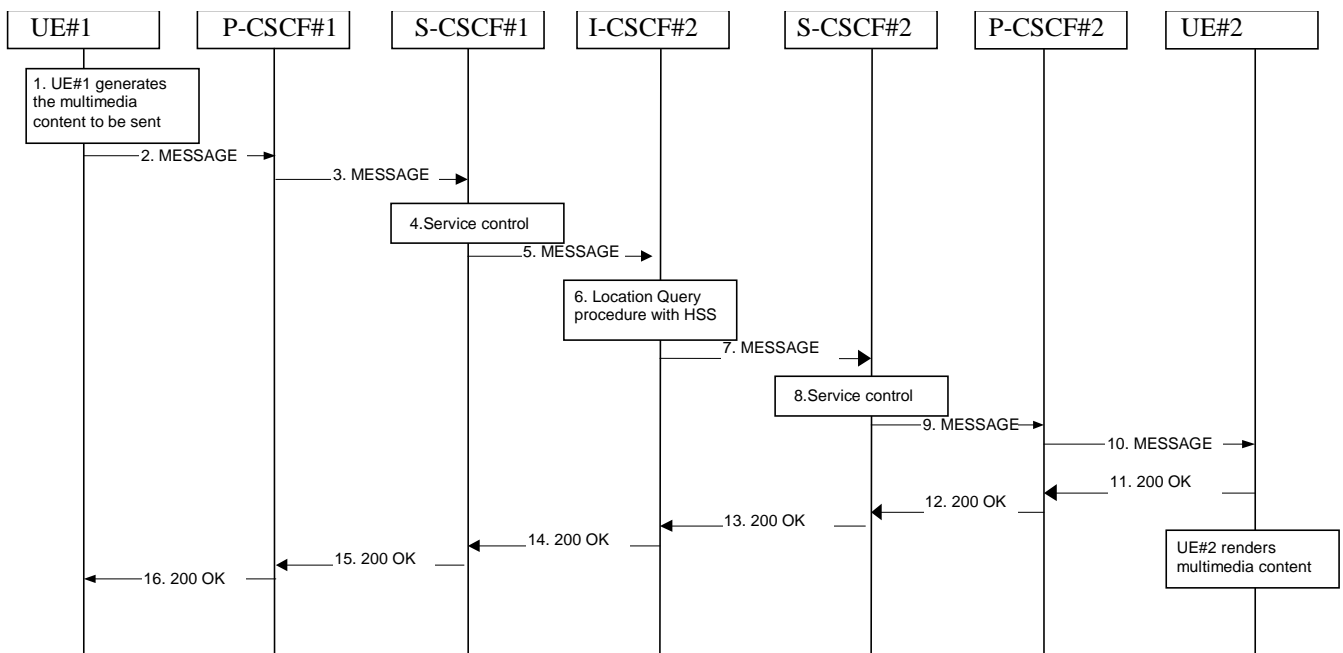 UE#1
P-CSCF#1
S-CSCF#1
I-CSCF#2
S-CSCF#2
P-CSCF#2
UE#2
1. UE#1 generates
the multimedia
content to be sent
2. MESSAGE
3. MESSAGE
4.Service control
5. MESSAGE
6. Location Query
procedure with HSS
7. MESSAGE
8.Service control
9. MESSAGE
10. MESSAGE
11. 200 OK
12. 200 OK
13. 200 OK
14. 200 OK
15. 200 OK
16. 200 OK
UE#2 renders
multimedia content